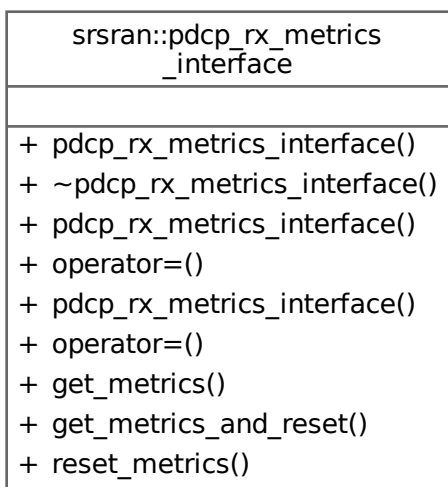 srsran::pdcp_rx_metrics
_interface
+ pdcp_rx_metrics_interface()
+ ~pdcp_rx_metrics_interface()
+ pdcp_rx_metrics_interface()
+ operator=()
+ pdcp_rx_metrics_interface()
+ operator=()
+ get_metrics()
+ get_metrics_and_reset()
+ reset_metrics()